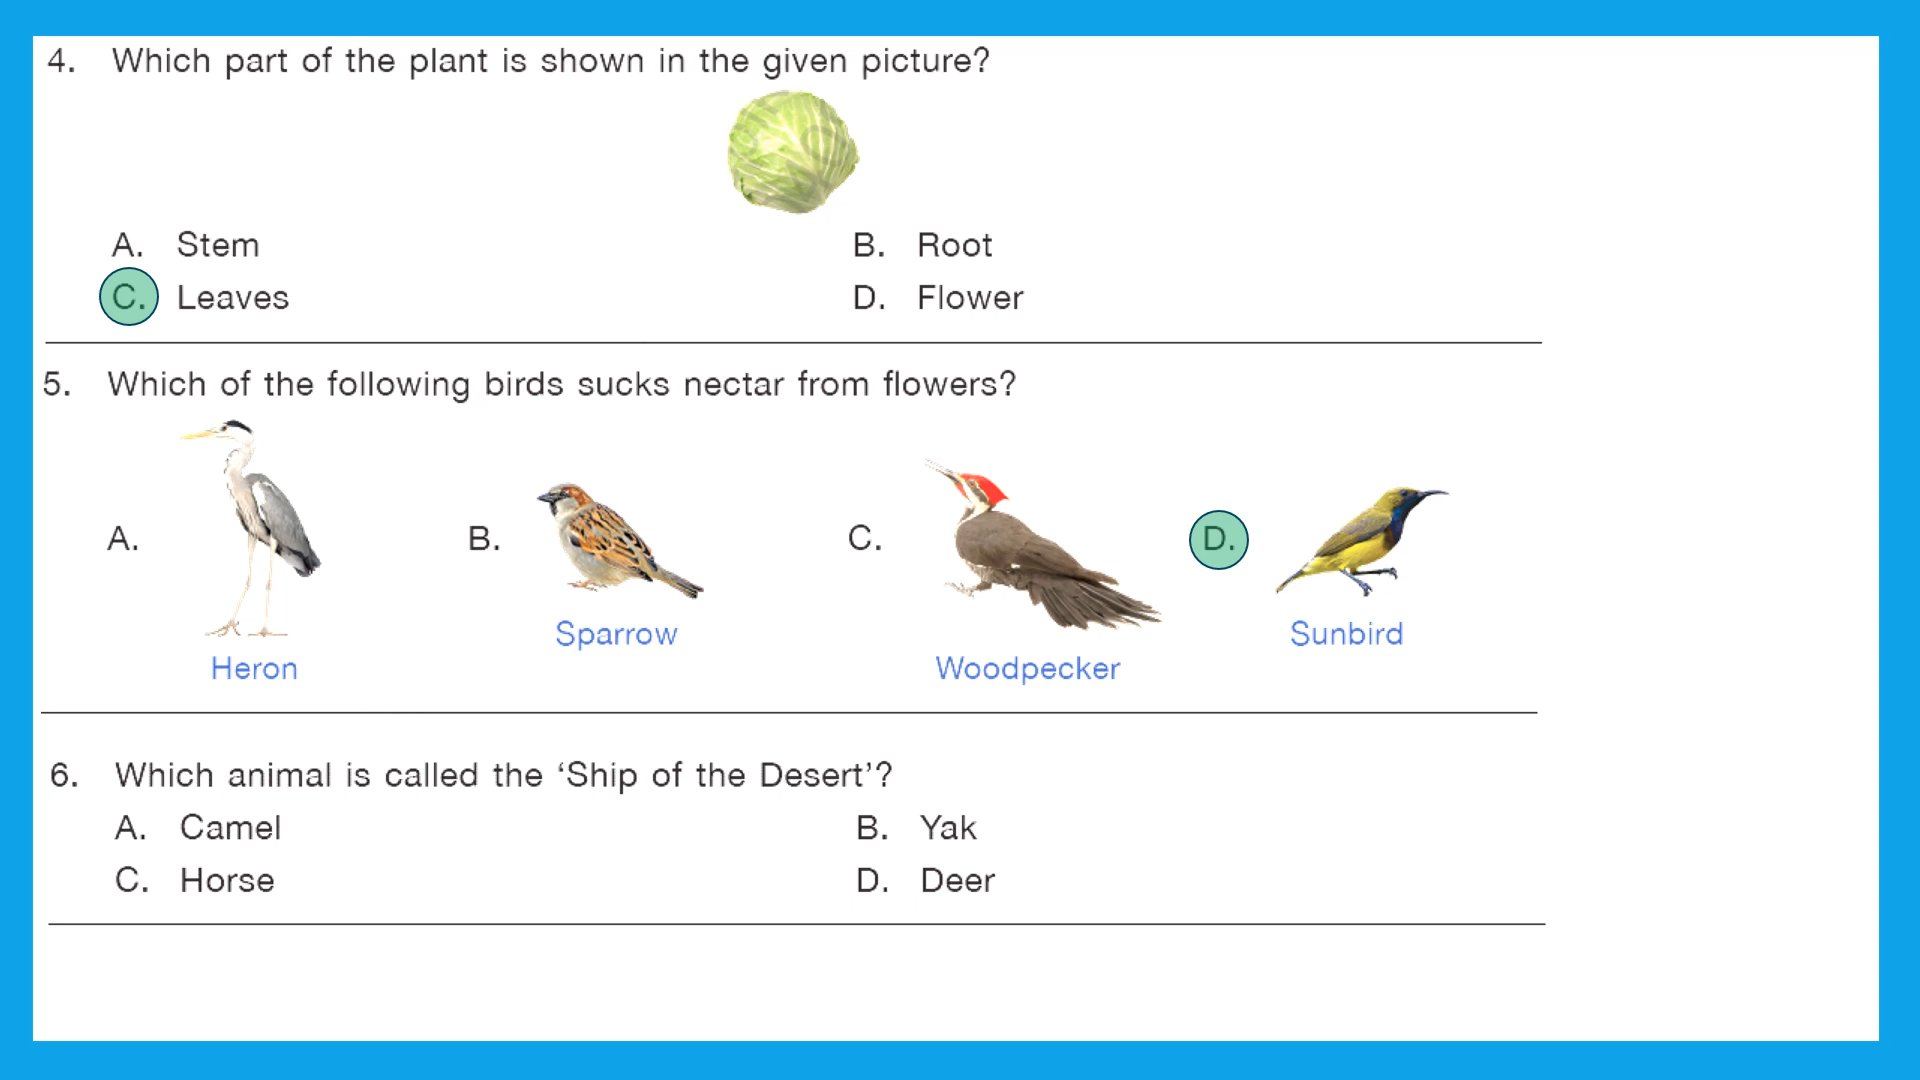 4. Which part of the plant is shown in the given picture?
A. Stem
B. Root
C. Leaves
D. Flower
5. Which of the following birds sucks nectar from flowers?
A.
B.
C.
D.
Sparrow
Sunbird
Heron
Woodpecker
6. Which animal is called the ‘Ship of the Desert’?
A. Camel
B. Yak
C. Horse
D. Deer